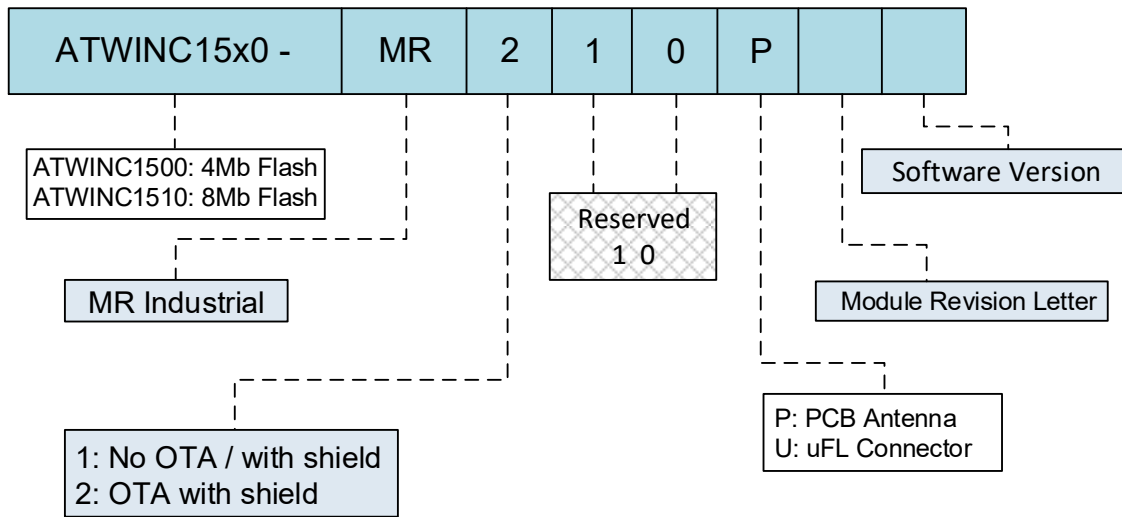 ATWINC15x0 - MR 2 1 0 P
ATWINC1500: 4Mb Flash
ATWINC1510: 8Mb Flash
Software Version
Reserved
1 0
MR Industrial
Module Revision Letter
P: PCB Antenna
U: uFL Connector
1: No OTA / with shield
2: OTA with shield